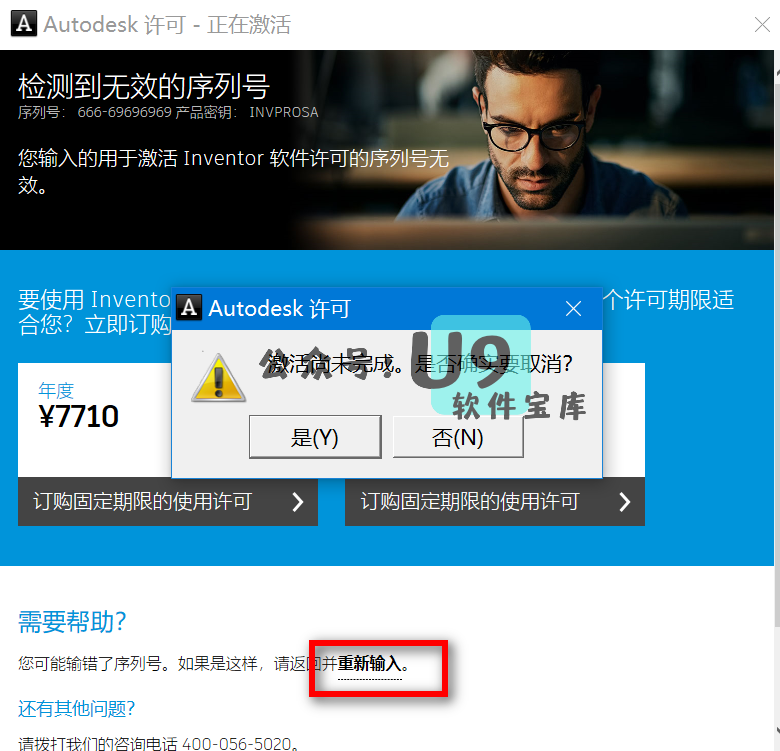 Autodesk 许可 - 正在激活
检测到无效的序列号
序列号： 666-69696969 产品密钥： INVPROSA
您输入的用于激活 Inventor 软件许可的序列号无
效。
要使用 Invento
个许可期限适
合您？立即订购
Autodesk 许可
激活尚未完成。是否确实要取消？
公众号：U9
软件宝库
是(Y)
否(N)
年度
¥7710
订购固定期限的使用许可
订购固定期限的使用许可
需要帮助？
您可能输错了序列号。如果是这样，请返回并重新输入。
还有其他问题？
请拨打我们的咨询电话 400-056-5020。